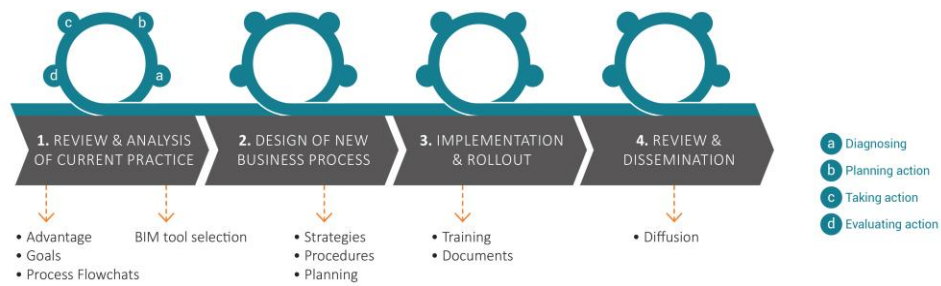 c
b
d
a
1. REVIEW & ANALYSIS
OF CURRENT PRACTICE
2. DESIGN OF NEW
BUSINESS PROCESS
3. IMPLEMENTATION
& ROLLOUT
4. REVIEW &
DISSEMINATION
• Advantage
• Goals
• Process Flowchats
BIM tool selection
• Strategies
• Procedures
• Planning
• Training
• Documents
• Diffusion
a Diagnosing
b Planning action
c Taking action
d Evaluating action